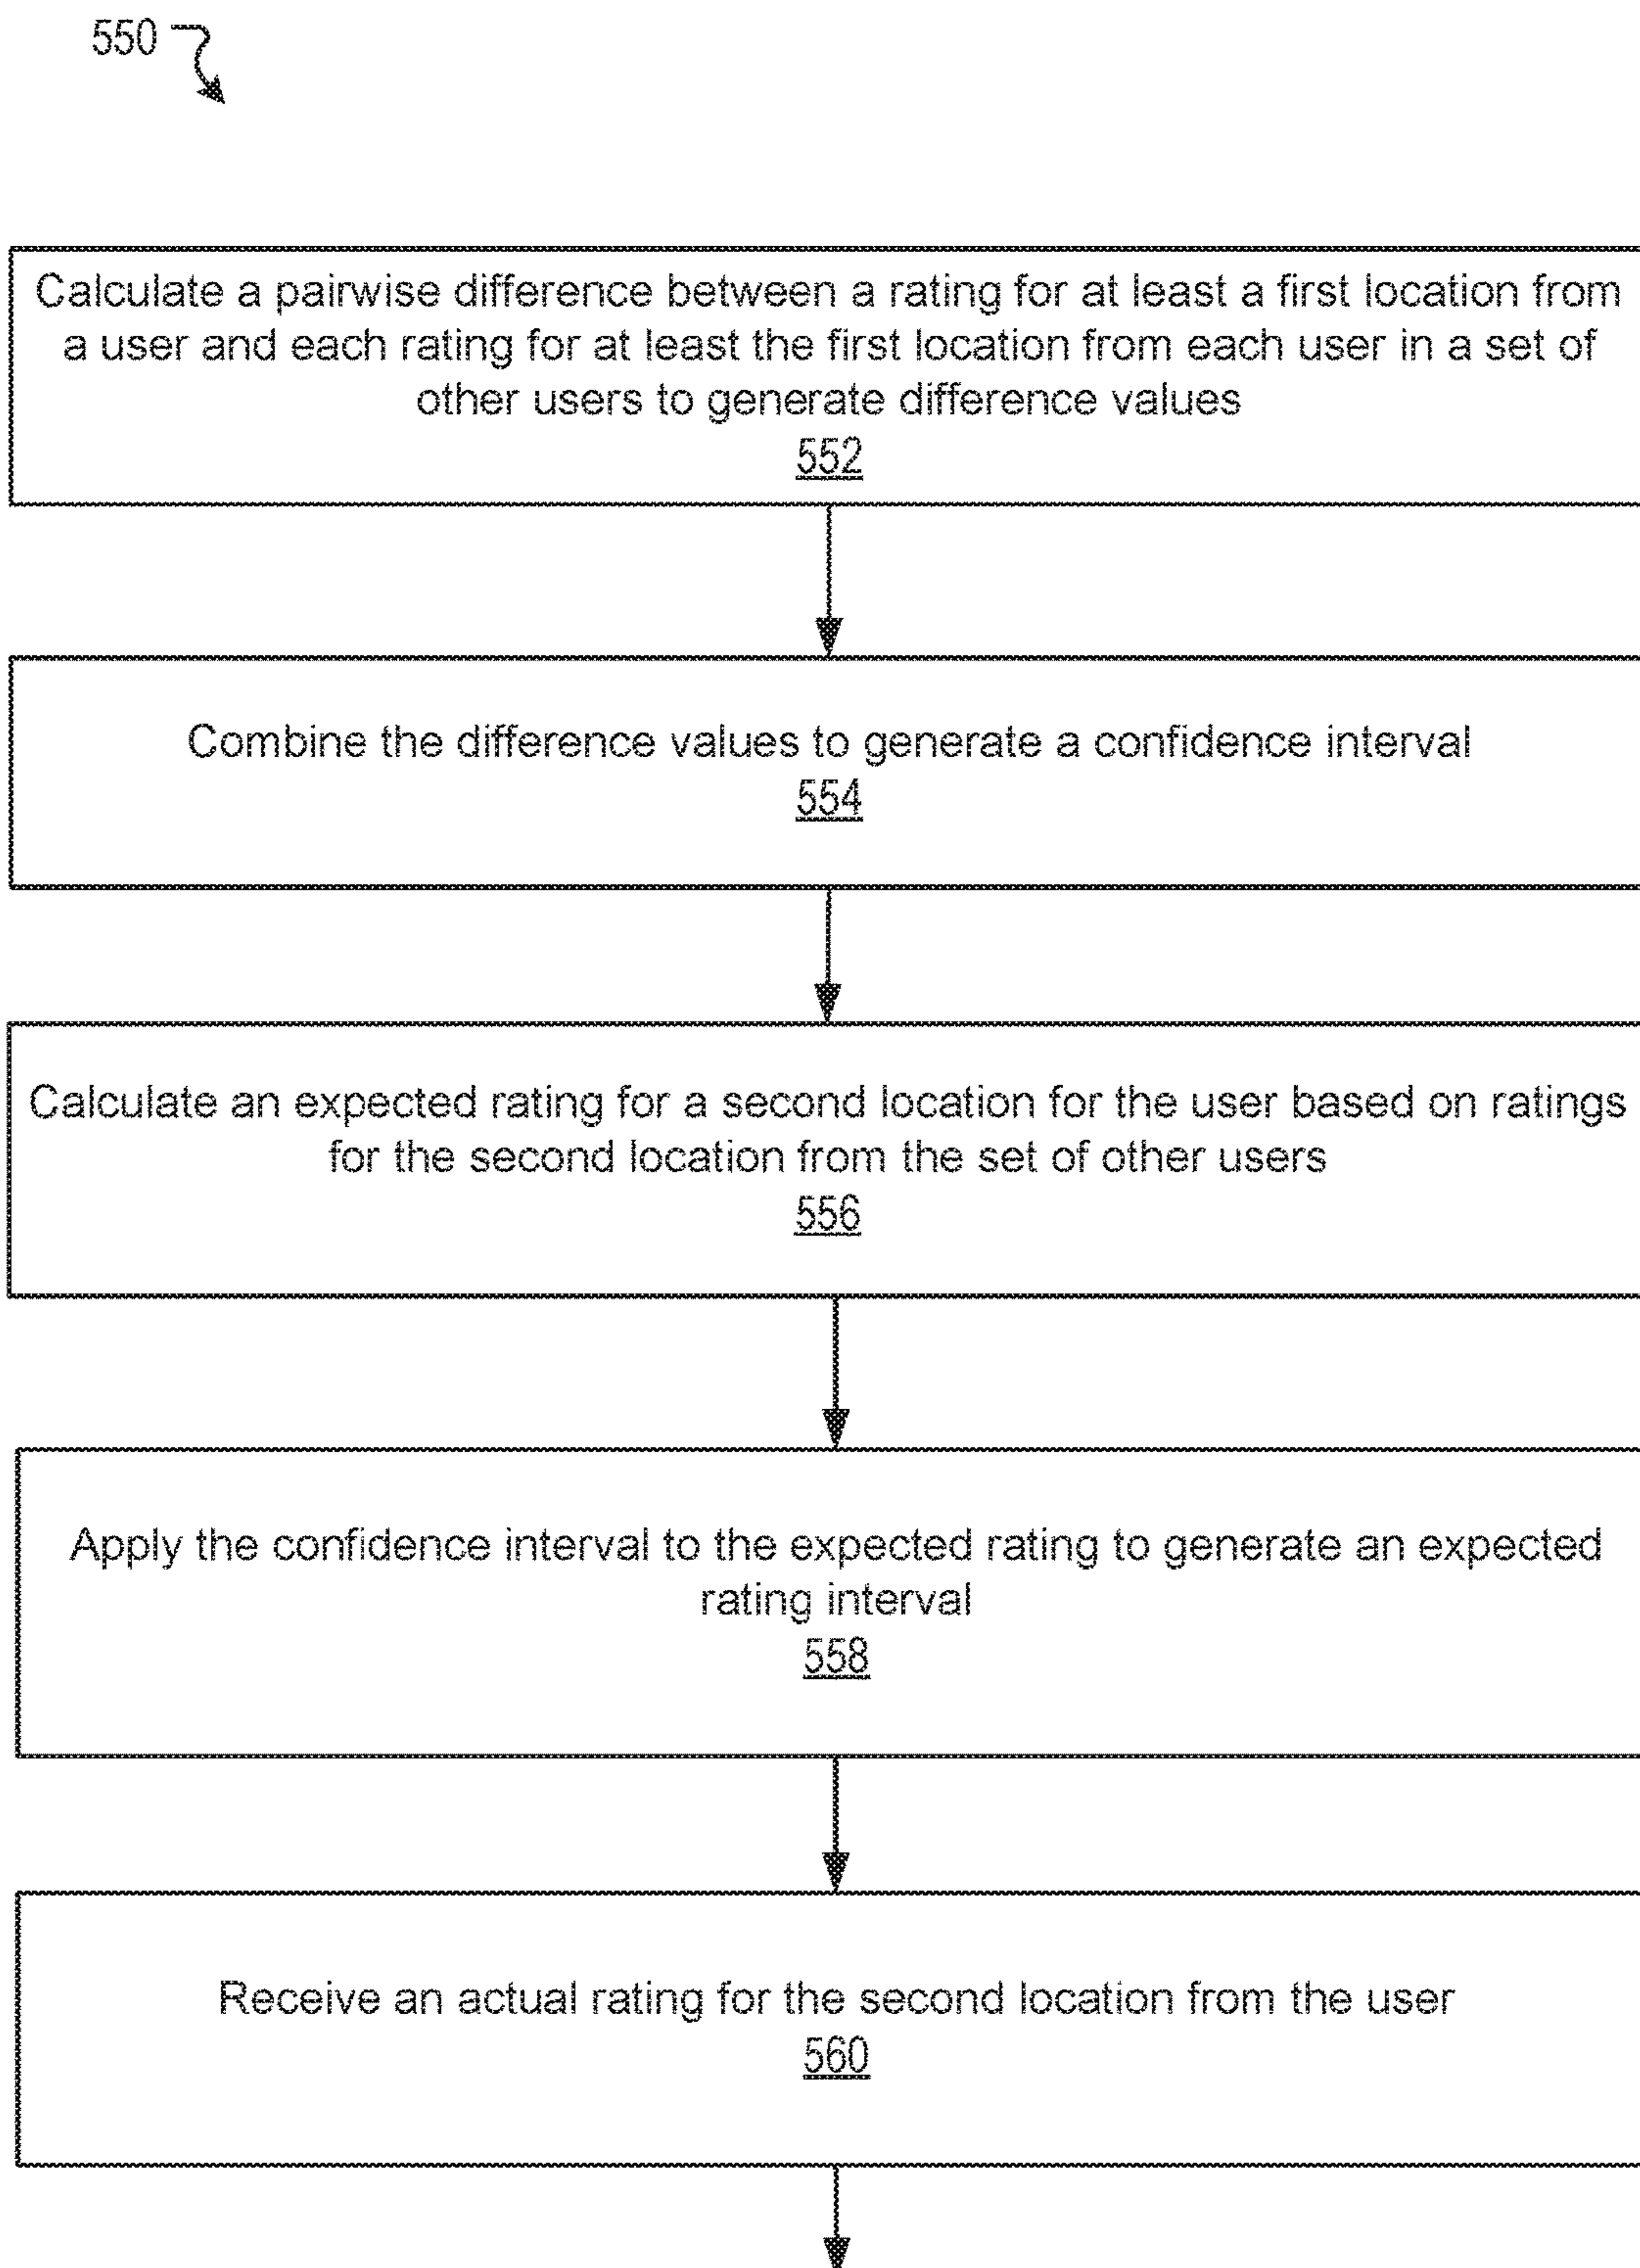 550
Calculate a pairwise difference between a rating for at least a first location from
a user and each rating for at least the first location from each user in a set of
other users to generate difference values
552
Combine the difference values to generate a confidence interval
554
Calculate an expected rating for a second location for the user based on ratings
for the second location from the set of other users
556
Apply the confidence interval to the expected rating to generate an expected
rating interval
558
Receive an actual rating for the second location from the user
560